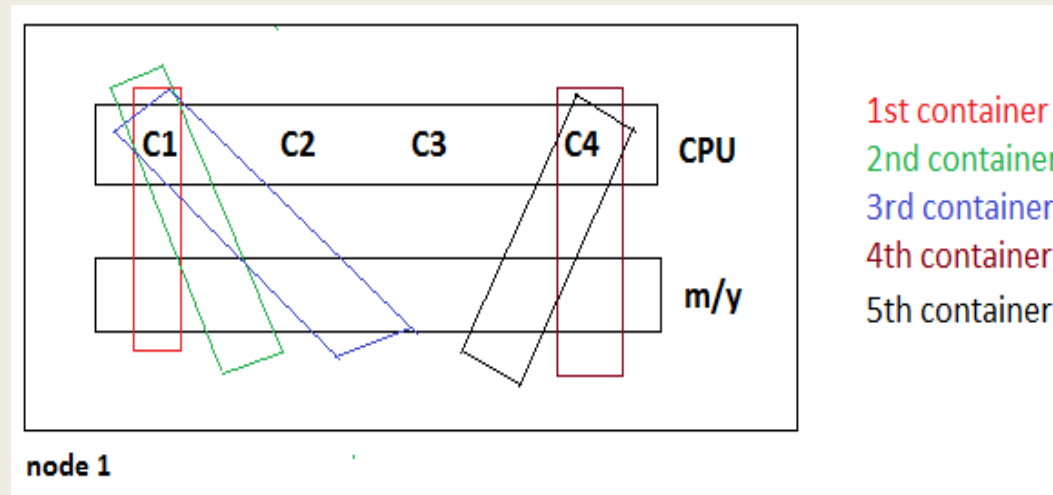 C1 C2 C3 C4 CPU
m/y
node 1
1st container
2nd container
3rd container
4th container
5th container